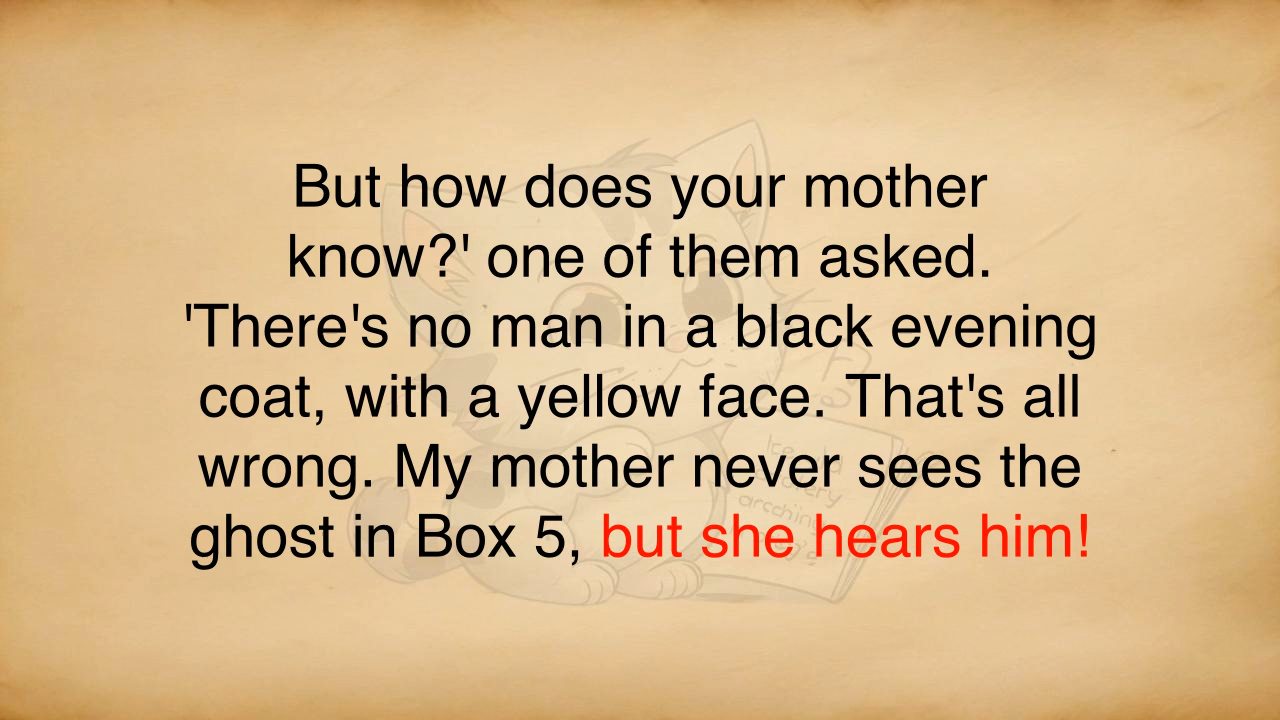 But how does your mother
know?' one of them asked.
'There's no man in a black evening
coat, with a yellow face. That's all
wrong. My mother never sees the
ghost in Box 5, but she hears him!